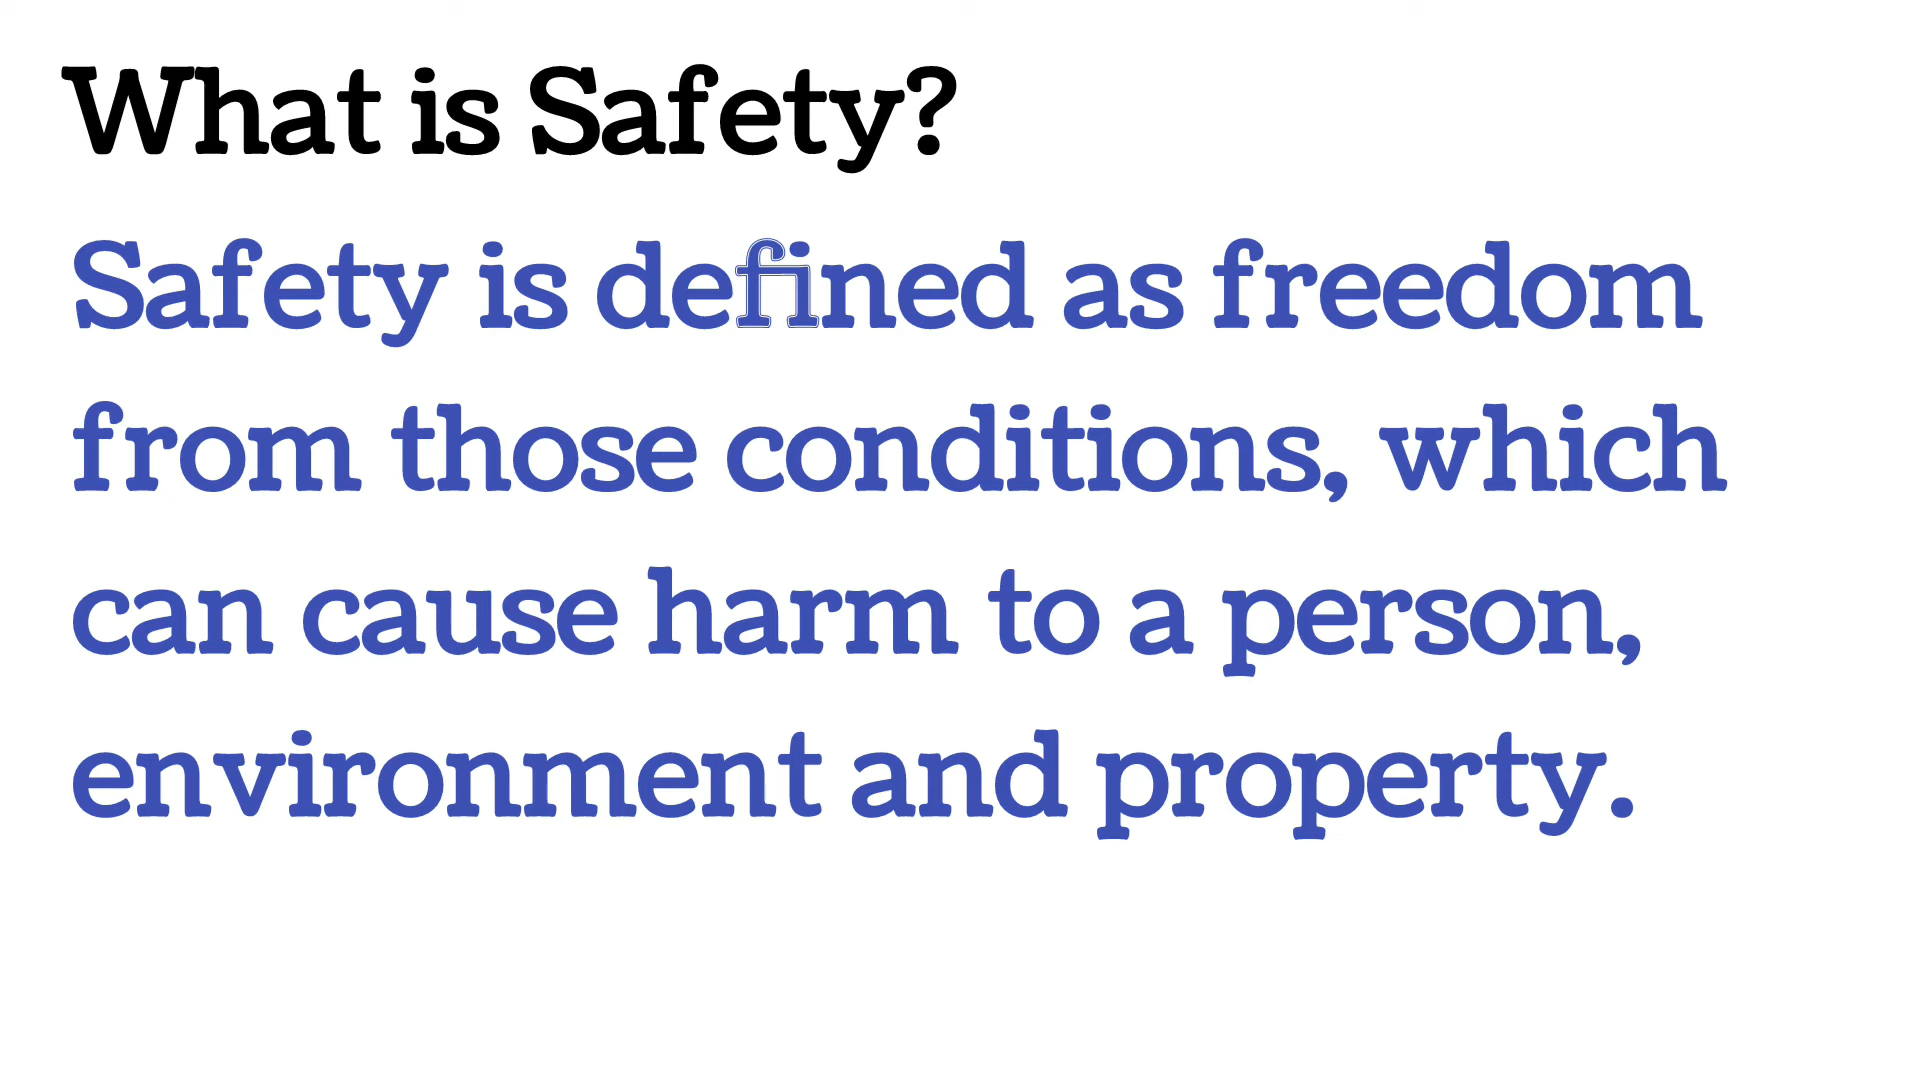 What is Safety?
Safety is defined as freedom
from those conditions, which
can cause harm to a person,
environment and property.